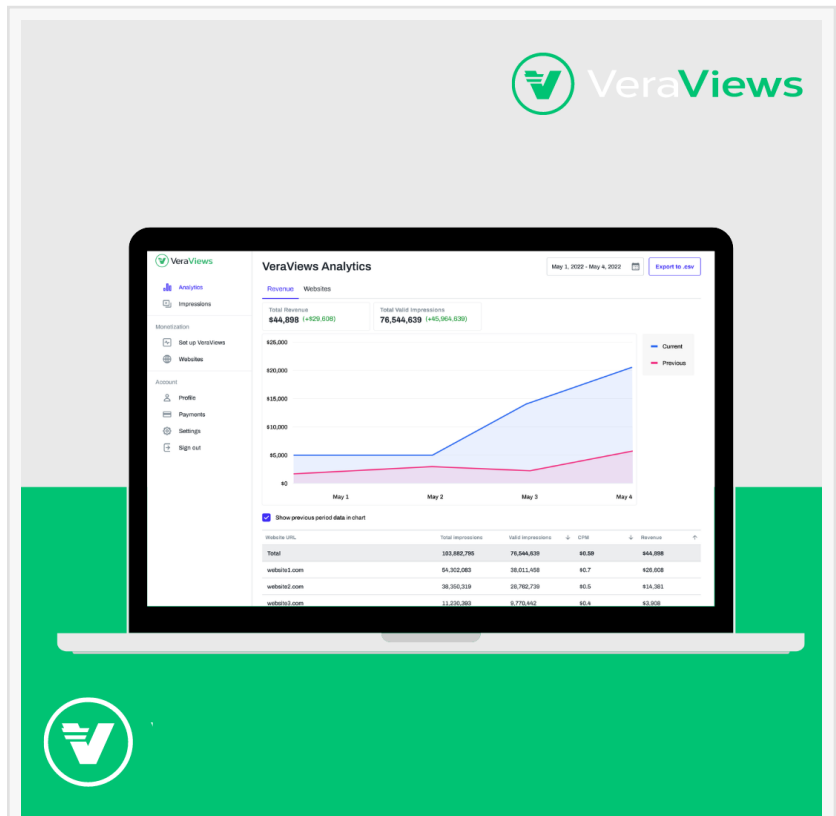 VeraViews
VeraViews
VeraViews Analytics
May 1, 2022 - May 4, 2022
Export to .csv
Analytics
Impressions
Monetization
Set up VeraViews
Websites
Account
Profile
Payments
Settings
Sign out
Revenue Websites
Total Revenue
$44,898 (+$29.608)
Total Valid Impressions
76,544,639 (+45,964,639)
$25,000
$20,000
$15,000
$10,000
$5,000
$0
May 1 May 2 May 3 May 4
Current
Previous
Show previous period data in chart
Website URL Total Impressions Valid Impressions CPM Revenue
Total 103,882,795 76,544,639 $0.59 $44,898
website1.com 54,302,083 38,011,458 $0.7 $26,608
website2.com 38,350,319 28,762,739 $0.5 $14,381
website3.com 11,230,393 9,770,442 $0.4 $3,908